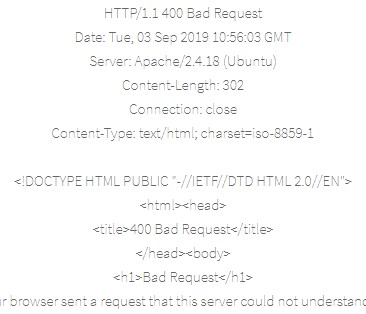 HTTP/1.1 400 Bad Request
Date: Tue, 03 Sep 2019 10:56:03 GMT
Server: Apache/2.4.18 (Ubuntu)
Content-Length: 302
Connection: close
Content-Type: text/html; charset=iso-8859-1
<!DOCTYPE HTML PUBLIC "-//IETF//DTD HTML 2.0//EN">
<html><head>
<title>400 Bad Request</title>
</head><body>
<h1>Bad Request</h1>
browser sent a request that this server could not understand